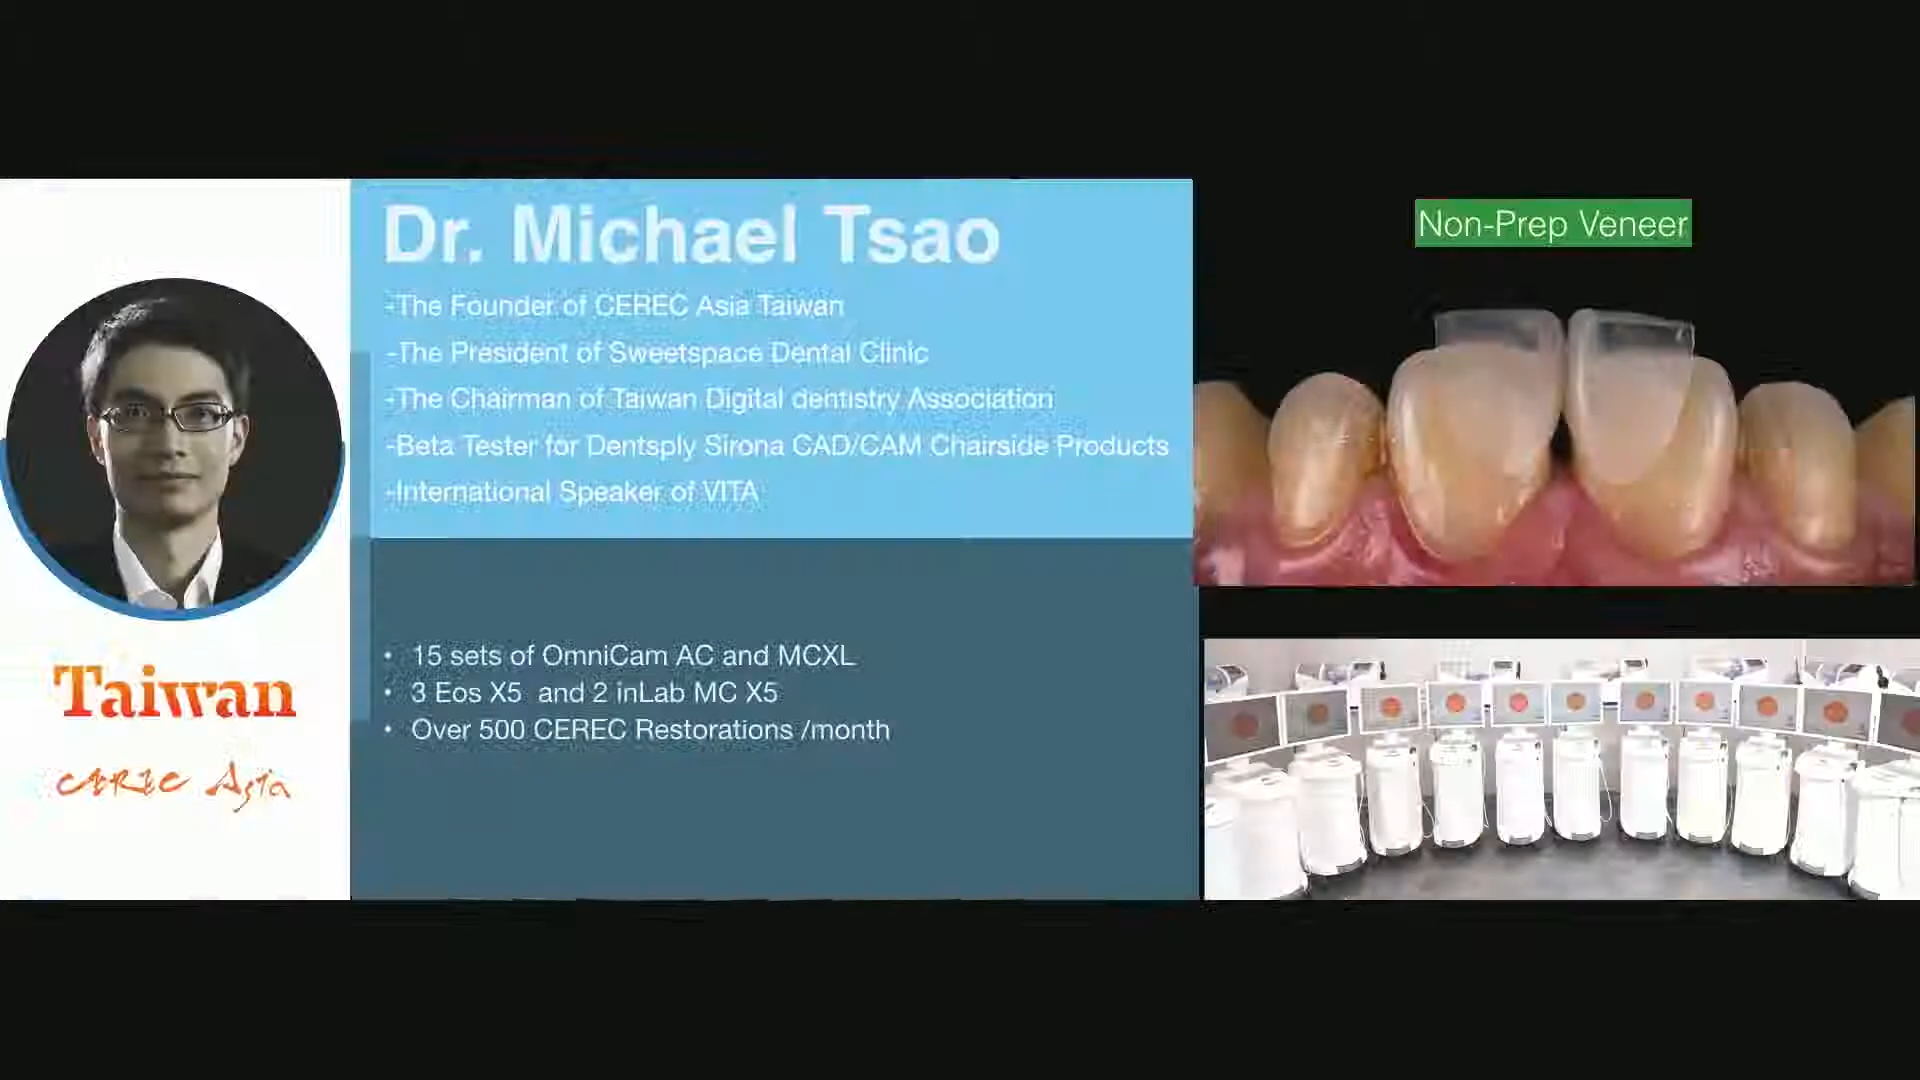 Dr. Michael Tsao
-The Founder of CEREC Asia Taiwan
-The President of Sweetspace Dental Clinic
-The Chairman of Taiwan Digital dentistry Association
-Beta Tester for Dentsply Sirona CAD/CAM Chairside Products
-International Speaker of VITA
• 15 sets of OmniCam AC and MCXL
• 3 Eos X5 and 2 inLab MC X5
• Over 500 CEREC Restorations /month
Taiwan
CEREC Asia
Non-Prep Veneer